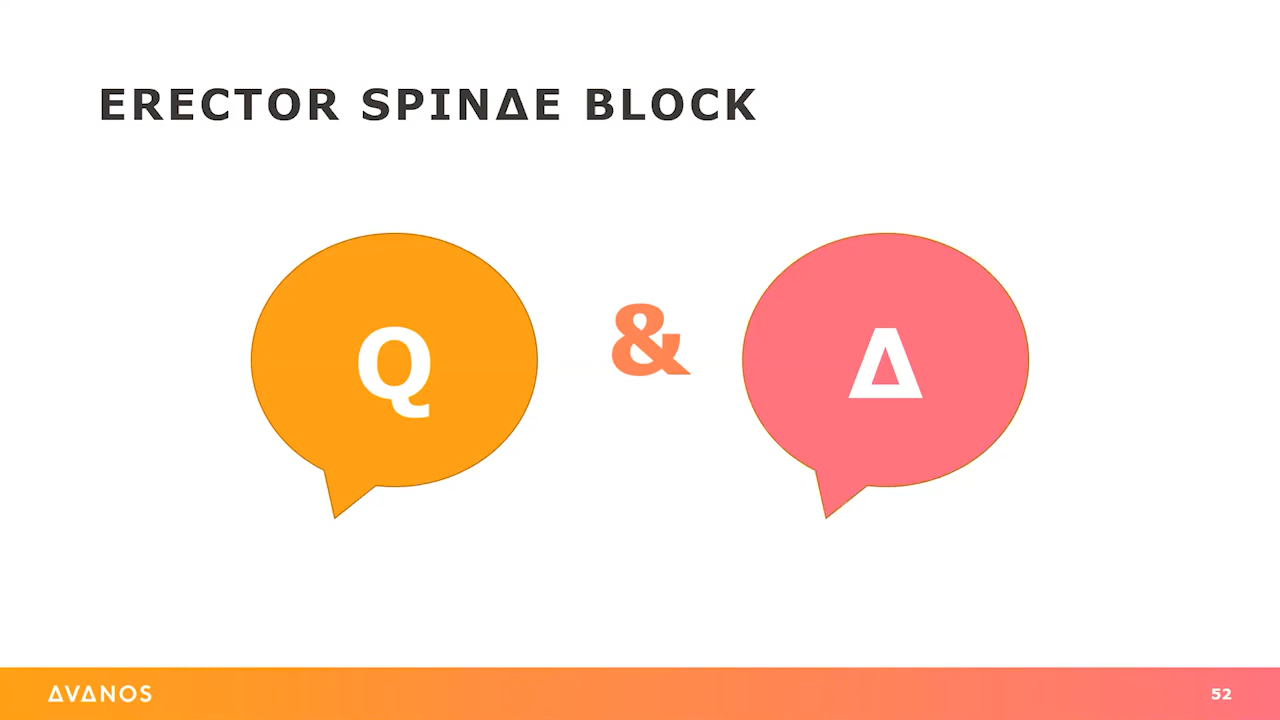 ERECTOR SPINΔE BLOCK
Q & Δ
ΔVΔNOS
52